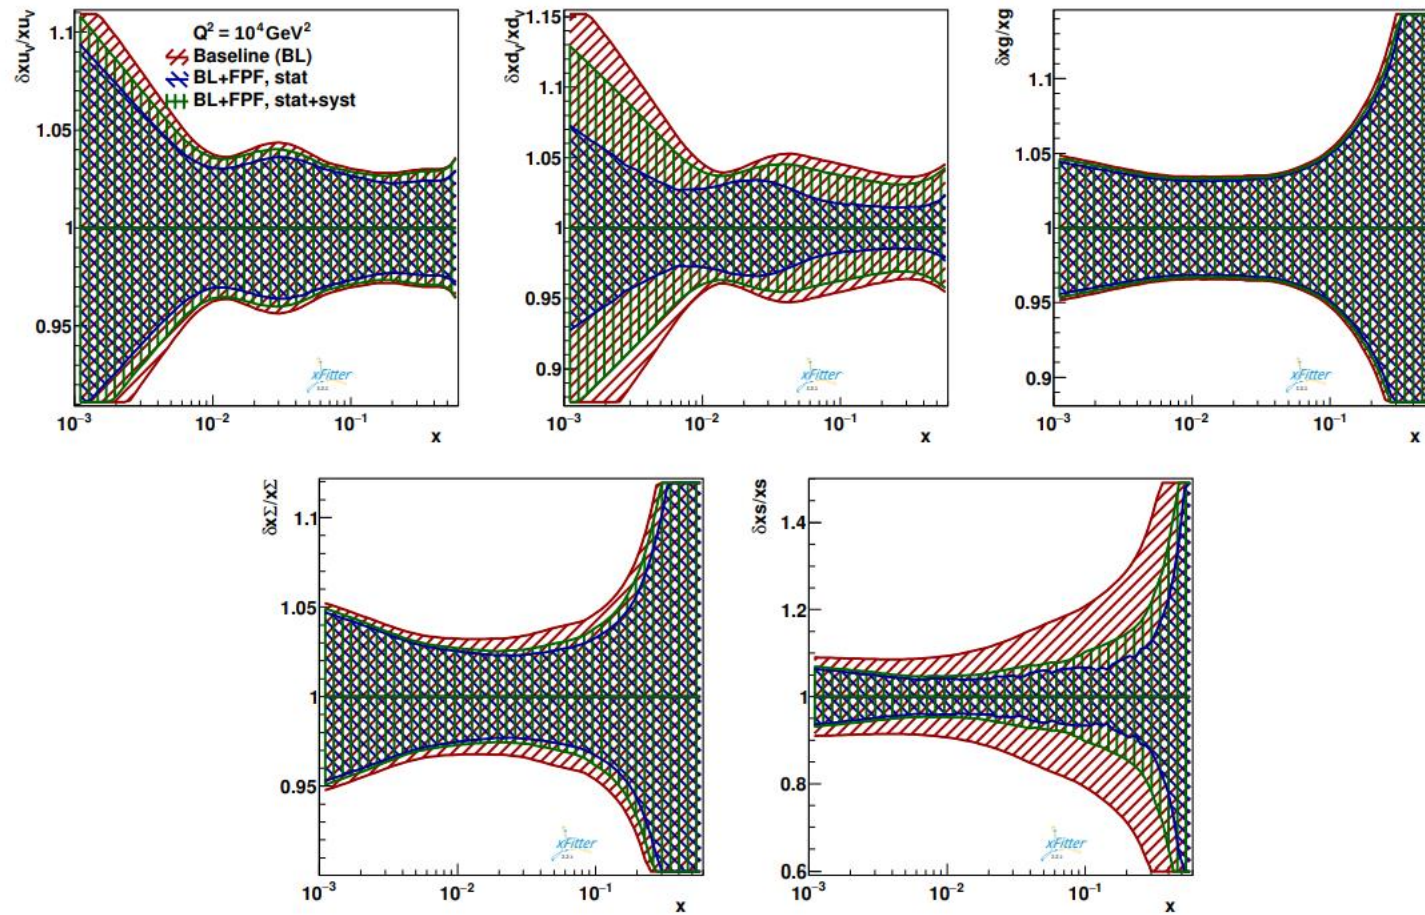 δxu_V/xu_V
Q² = 10⁴ GeV²
Baseline (BL)
BL+FPF, stat
BL+FPF, stat+syst
1.1
1.05
1
0.95
xFitter
10⁻³ 10⁻² 10⁻¹
x
δxd_V/xd_V
1.15
1.1
1.05
1
0.95
0.9
xFitter
10⁻³ 10⁻² 10⁻¹
x
δxg/xg
1.1
1.05
1
0.95
0.9
xFitter
10⁻³ 10⁻² 10⁻¹
x
δxΣ/xΣ
1.1
1.05
1
0.95
xFitter
10⁻³ 10⁻² 10⁻¹
x
δxs/xs
1.4
1.2
1
0.8
0.6
xFitter
10⁻³ 10⁻² 10⁻¹
x